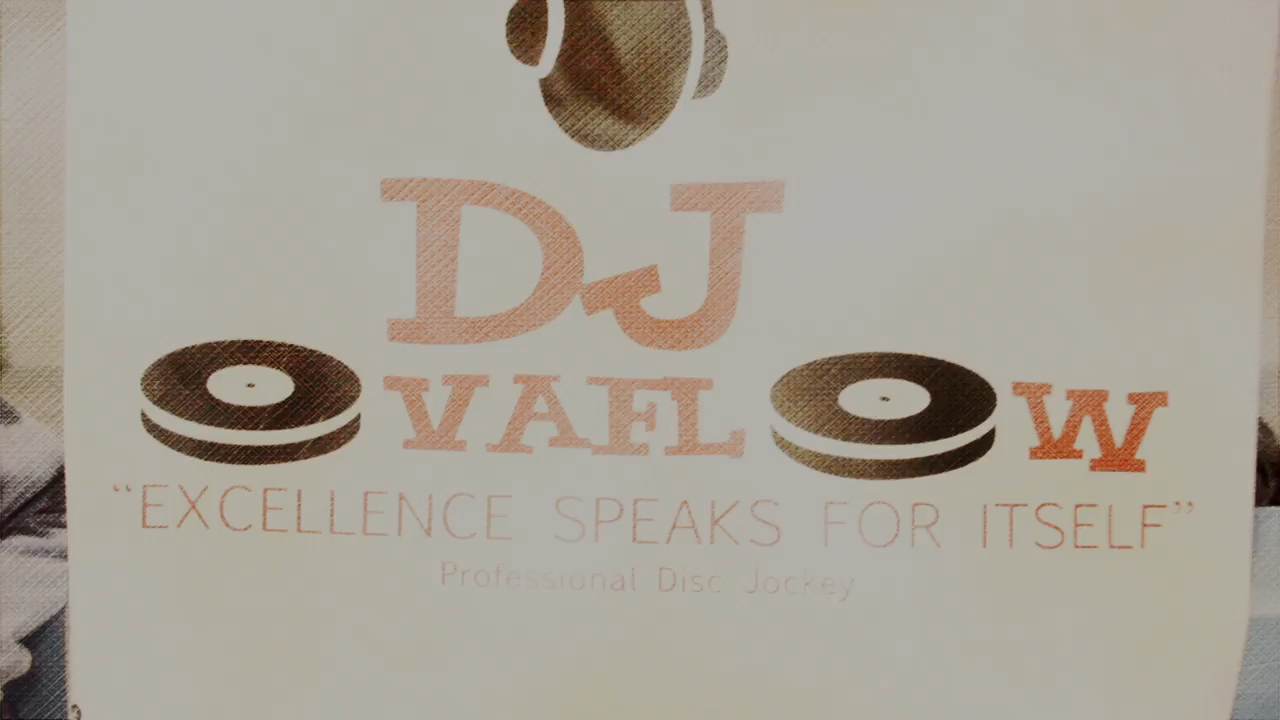 DJ
OVAFLOW
“EXCELLENCE SPEAKS FOR ITSELF”
Professional Disc Jockey